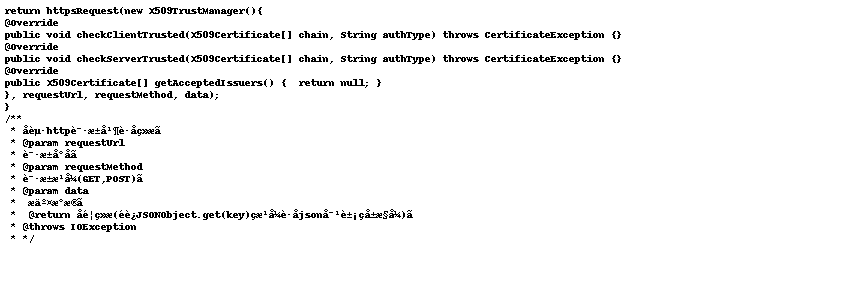 return httpsRequest(new X509TrustManager(){
@Override
public void checkClientTrusted(X509Certificate[] chain, String authType) throws CertificateException {}
@Override
public void checkServerTrusted(X509Certificate[] chain, String authType) throws CertificateException {}
@Override
public X509Certificate[] getAcceptedIssuers() {  return null; }
}, requestUrl, requestMethod, data);
}
/**
* åèµ·httpè¯·æ±å¹¶è·åç»æã
* @param requestUrl
* è¯·æ±å°åã
* @param requestMethod
* è¯·æ±æ¹å¼(GET,POST)ã
* @param data
* æäº¤æ°æ®ã
*  @return åé¦ç»æ(éè¿JSONObject.get(key)çæ¹å¼è·åjsonå¯¹è±¡çå±æ§å¼)ã
* @throws IOException
* */